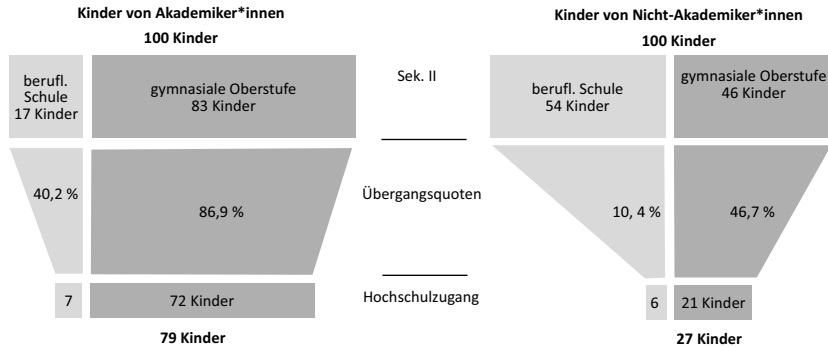 Kinder von Akademiker*innen
100 Kinder
berufl.
Schule
17 Kinder
gymnasiale Oberstufe
83 Kinder
Sek. II
Kinder von Nicht-Akademiker*innen
100 Kinder
berufl. Schule
54 Kinder
gymnasiale Oberstufe
46 Kinder
40,2 %
86,9 %
Übergangsquoten
10, 4 %
46,7 %
7
72 Kinder
Hochschulzugang
6
21 Kinder
79 Kinder
27 Kinder